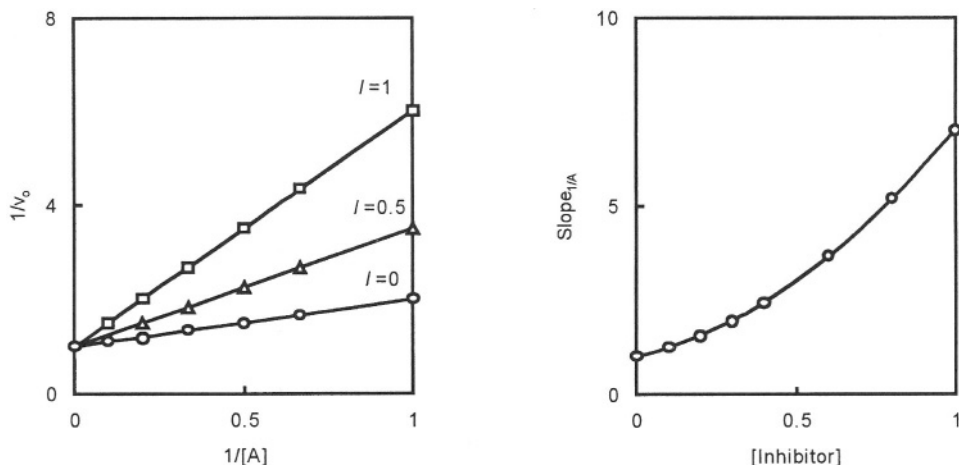 8
4
0
0
0.5
1
1/v₀
1/[A]
I=1
I=0.5
I=0
10
5
0
0
0.5
1
Slope₁/A
[Inhibitor]